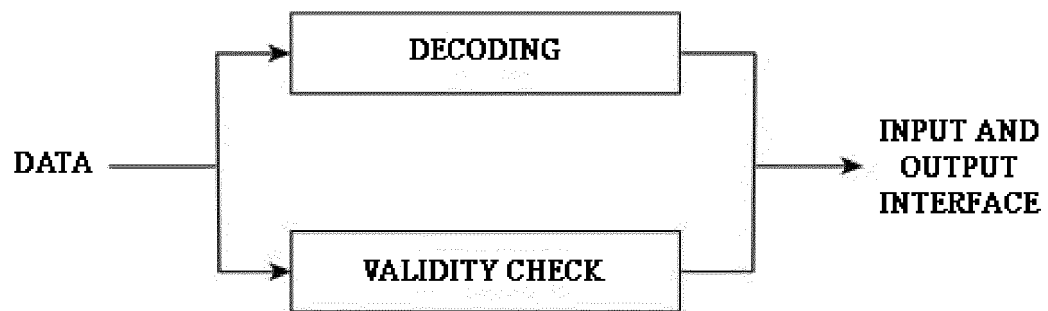 DECODING
DATA
INPUT AND
OUTPUT
INTERFACE
VALIDITY CHECK